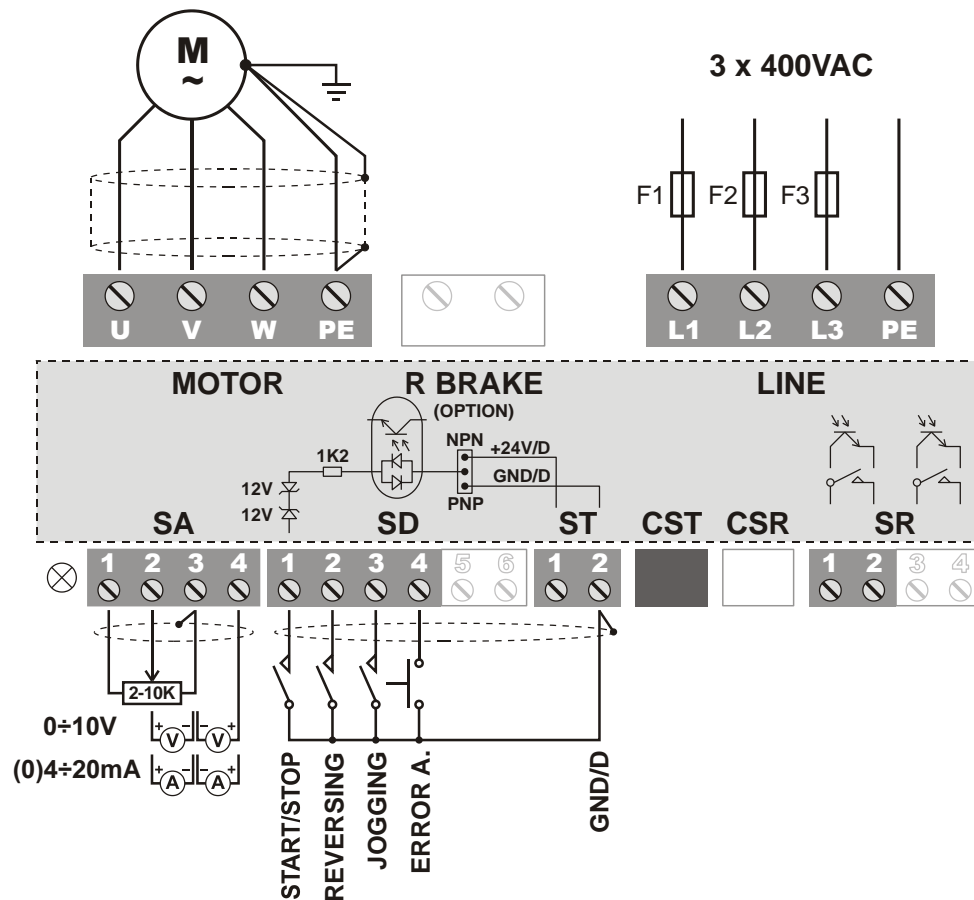 M
~
3 x 400VAC
F1 F2 F3
U V W PE
L1 L2 L3 PE
MOTOR R BRAKE LINE
(OPTION)
NPN
+24V/D
1K2
GND/D
12V
PNP
12V
SA SD ST CST CSR SR
1 2 3 4 1 2 3 4 5 6 1 2 1 2 3 4
2-10K
0÷10V
+ V - - V +
(0)4÷20mA
+ A - - A +
START/STOP
REVERSING
JOGGING
ERROR A.
GND/D